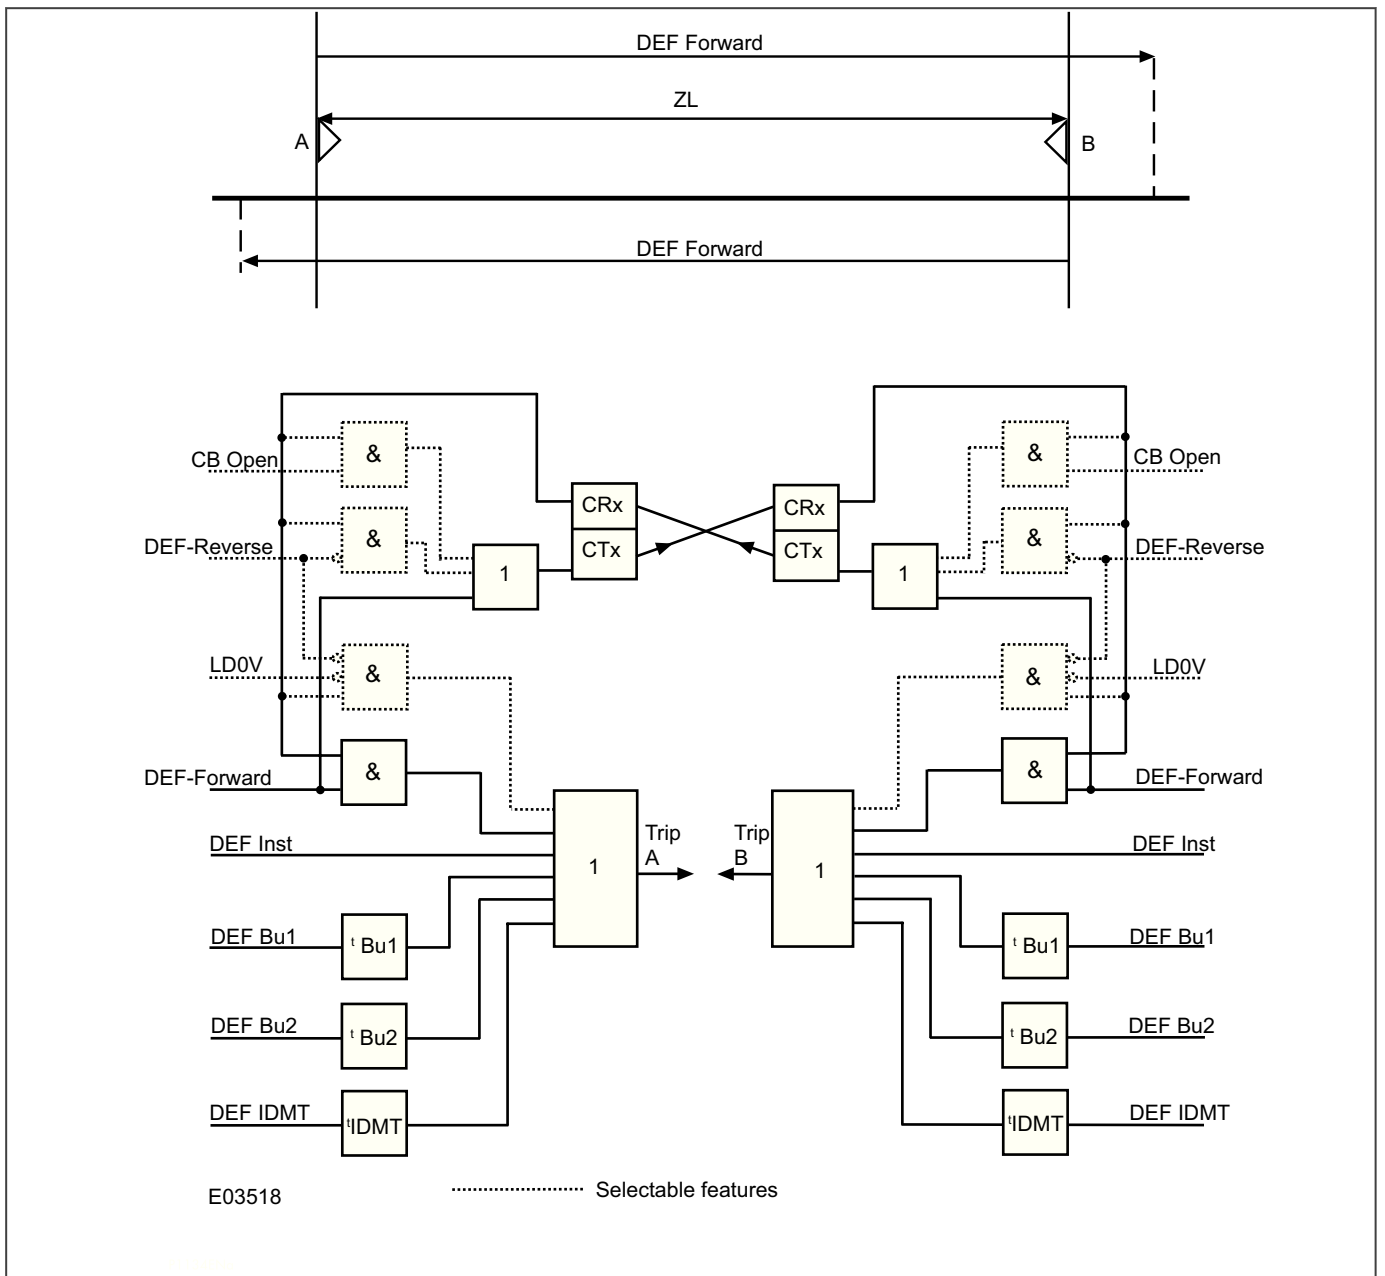 DEF Forward
ZL
A
B
DEF Forward
&
&
CB Open
CB Open
CRx
CRx
&
&
DEF-Reverse
DEF-Reverse
CTx
CTx
1
1
LD0V
LD0V
&
&
DEF-Forward
&
&
DEF-Forward
DEF Inst
Trip
A
Trip
B
DEF Inst
1
1
DEF Bu1
t Bu1
t Bu1
DEF Bu1
DEF Bu2
t Bu2
t Bu2
DEF Bu2
DEF IDMT
tIDMT
tIDMT
DEF IDMT
E03518
Selectable features